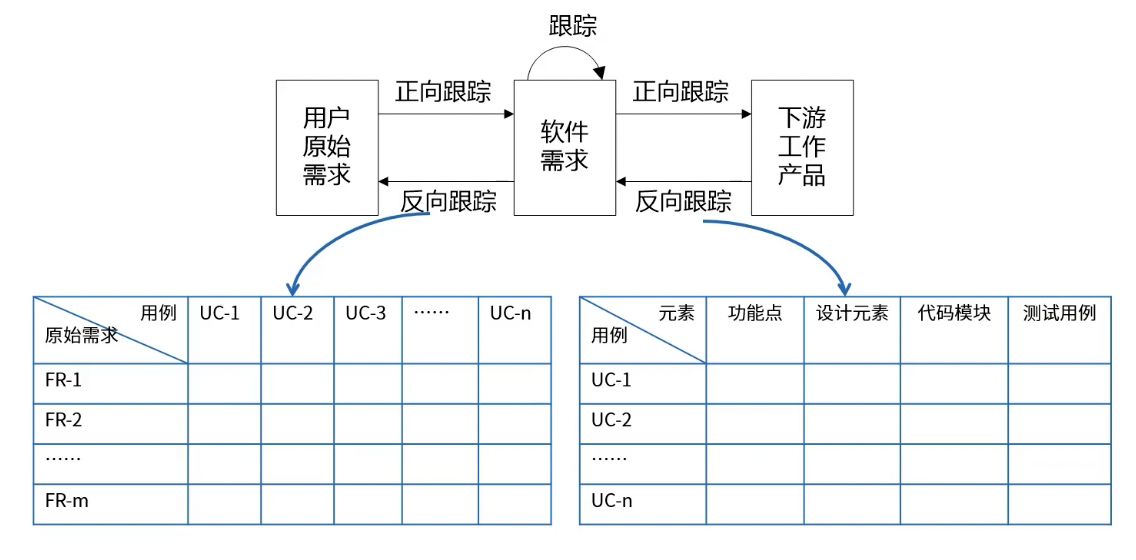 跟踪
正向跟踪
正向跟踪
用户
原始
需求
软件
需求
下游
工作
产品
反向跟踪
反向跟踪
用例 UC-1 UC-2 UC-3 …… UC-n
原始需求
FR-1
FR-2
……
FR-m
元素 功能点 设计元素 代码模块 测试用例
用例
UC-1
UC-2
……
UC-n